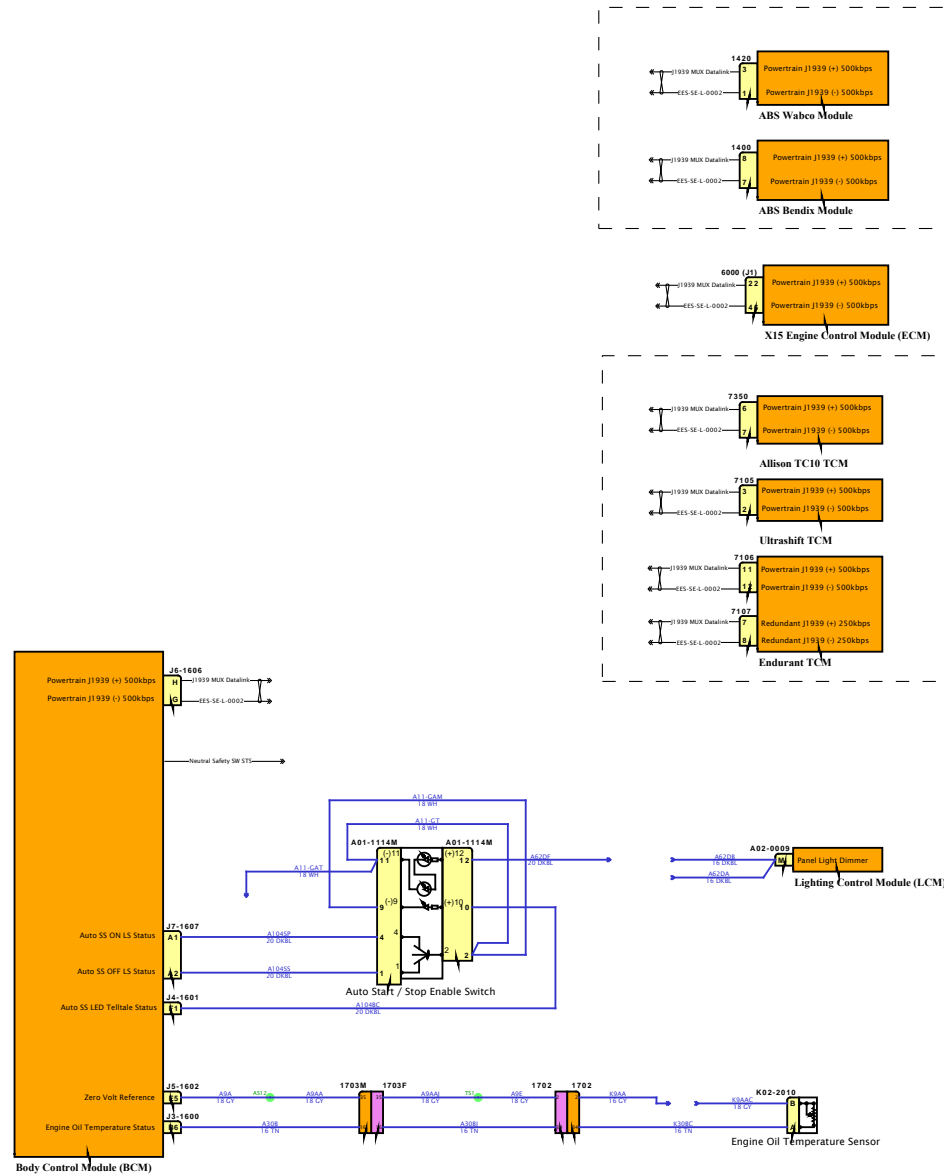 1420
J1939 MUX Datalink
3
Powertrain J1939 (+) 500kbps
EES-SE-L-0002
1
Powertrain J1939 (-) 500kbps
ABS Wabco Module
1400
J1939 MUX Datalink
8
Powertrain J1939 (+) 500kbps
EES-SE-L-0002
7
Powertrain J1939 (-) 500kbps
ABS Bendix Module
6000 (J1)
J1939 MUX Datalink
22
Powertrain J1939 (+) 500kbps
EES-SE-L-0002
Powertrain J1939 (-) 500kbps
X15 Engine Control Module (ECM)
7350
J1939 MUX Datalink
6
Powertrain J1939 (+) 500kbps
EES-SE-L-0002
7
Powertrain J1939 (-) 500kbps
Allison TC10 TCM
7105
J1939 MUX Datalink
3
Powertrain J1939 (+) 500kbps
EES-SE-L-0002
2
Powertrain J1939 (-) 500kbps
Ultrashift TCM
7106
J1939 MUX Datalink
11
Powertrain J1939 (+) 500kbps
EES-SE-L-0002
12
Powertrain J1939 (-) 500kbps
7107
J1939 MUX Datalink
7
Redundant J1939 (+) 250kbps
EES-SE-L-0002
8
Redundant J1939 (-) 250kbps
Endurant TCM
J6-1606
Powertrain J1939 (+) 500kbps
H
J1939 MUX Datalink
Powertrain J1939 (-) 500kbps
G
EES-SE-L-0002
Neutral Safety SW STS
A11-GAM
18 WH
A11-GT
18 WH
A01-1114M
A01-1114M
A11-GAT
18 WH
11
(-)11
(+)12
12
A62DE
20 DKBL
A62DB
16 DKBL
A62DA
16 DKBL
A02-0009
M
Panel Light Dimmer
Lighting Control Module (LCM)
9
(-)9
(+)10
10
J7-1607
Auto SS ON LS Status
A1
A104SP
20 DKBL
4
4
2
2
Auto SS OFF LS Status
A2
A104SS
20 DKBL
1
1
Auto Start / Stop Enable Switch
J4-1601
Auto SS LED Telltale Status
A104BC
20 DKBL
J5-1602
Zero Volt Reference
E5
A9A
18 GY
AS12
A9AA
18 GY
1703M
1703F
A9AAJ
18 GY
TS1
A9E
18 GY
1702
1702
K9AA
16 GY
K9AAC
18 GY
K02-2010
B
J3-1600
Engine Oil Temperature Status
A30B
16 TN
A30BJ
16 TN
K30BC
16 TN
A
Engine Oil Temperature Sensor
Body Control Module (BCM)